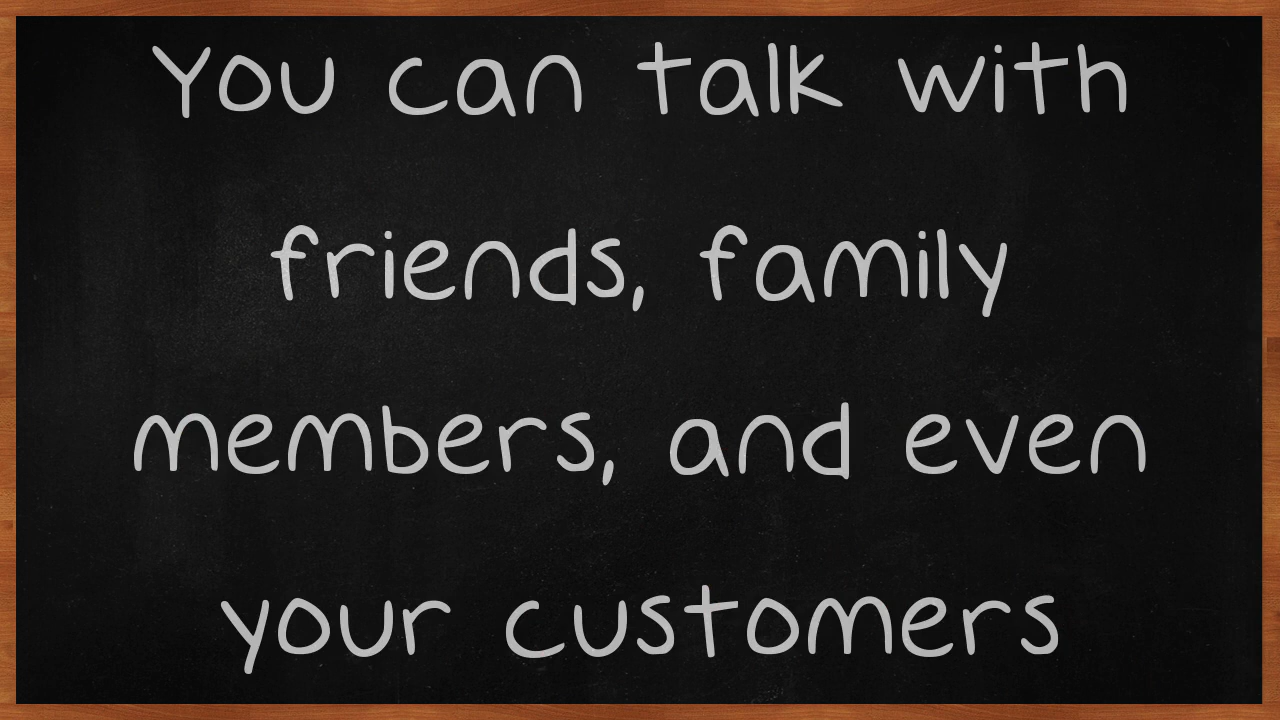 You can talk with
friends, family
members, and even
your customers